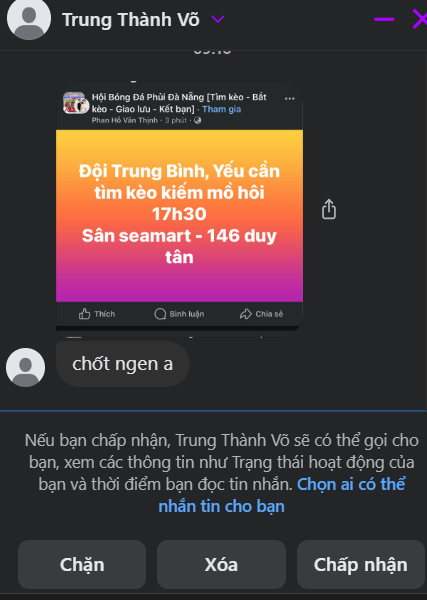 Trung Thành Võ
09:16
Hội Bóng Đá Phủi Đà Nẵng [Tìm kèo - Bắt
kèo - Giao lưu - Kết bạn] · Tham gia
Phan Hồ Văn Thịnh · 3 phút ·
Đội Trung Bình, Yếu cần
tìm kèo kiếm mồ hôi
17h30
Sân seamart - 146 duy
tân
Thích
Bình luận
Chia sẻ
chốt ngen a
Nếu bạn chấp nhận, Trung Thành Võ sẽ có thể gọi cho
bạn, xem các thông tin như Trạng thái hoạt động của
bạn và thời điểm bạn đọc tin nhắn. Chọn ai có thể
nhắn tin cho bạn
Chặn
Xóa
Chấp nhận